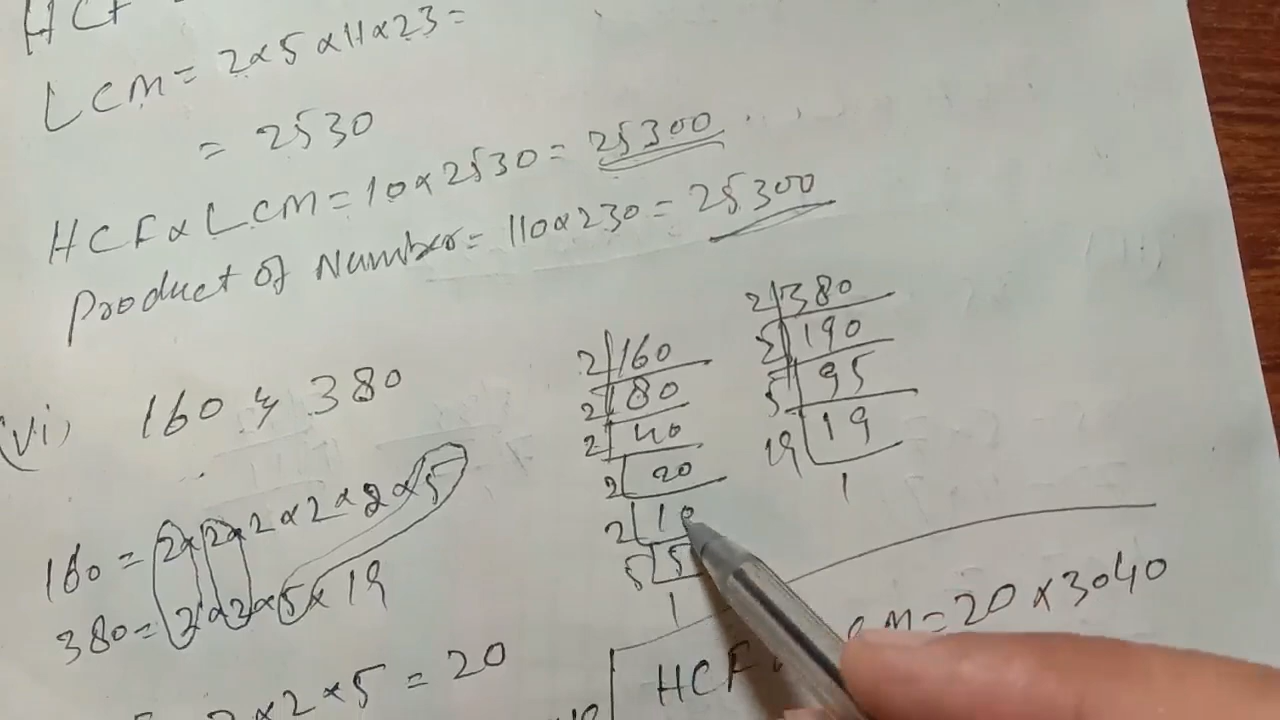 HCF
LCM = 2 x 5 x 11 x 23 =
= 2530
HCF x LCM = 10 x 2530 = 25300
Product of Number = 110 x 230 = 25300
(vi) 160 & 380
160 = 2 x 2 x 2 x 2 x 2 x 5
380 = 2 x 2 x 5 x 19
2 x 2 x 5 = 20
2 160
2 80
2 40
2 20
2 10
5 5
1
2 380
2 190
5 95
19 19
1
HCF x LCM = 20 x 3040